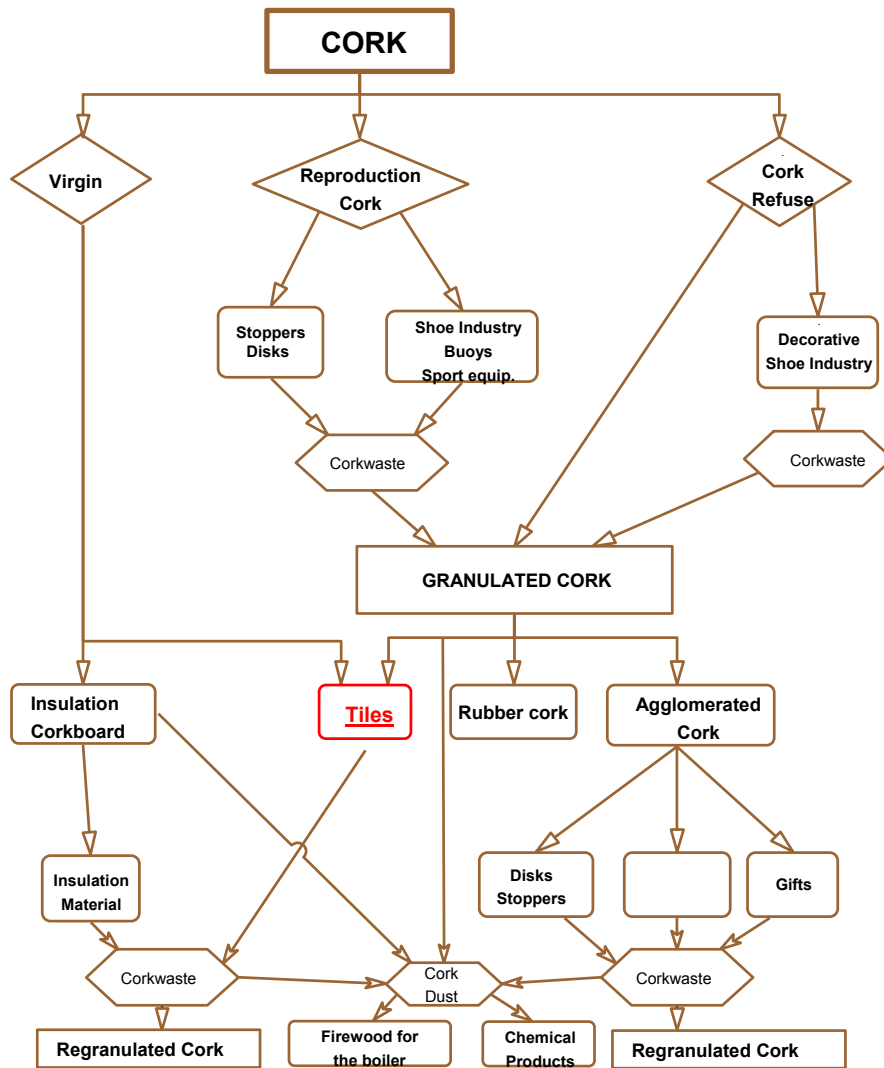 CORK
Virgin
Reproduction
Cork
Cork
Refuse
Stoppers
Disks
Shoe Industry
Buoys
Sport equip.
Decorative
Shoe Industry
Corkwaste
Corkwaste
GRANULATED CORK
Insulation
Corkboard
Tiles
Rubber cork
Agglomerated
Cork
Insulation
Material
Disks
Stoppers
Gifts
Corkwaste
Cork
Dust
Corkwaste
Regranulated Cork
Firewood for
the boiler
Chemical
Products
Regranulated Cork